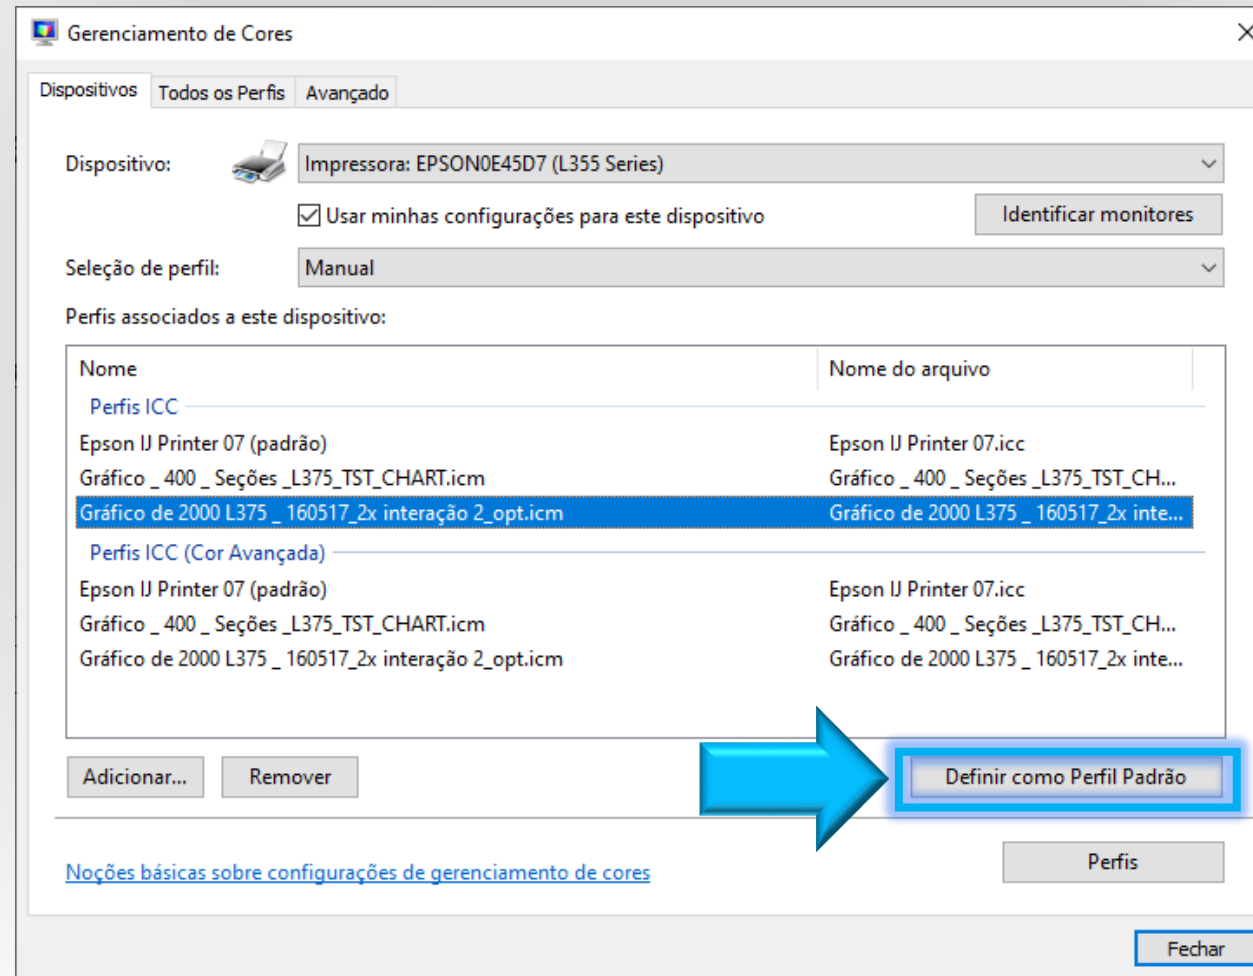 Gerenciamento de Cores
Dispositivos Todos os Perfis Avançado
Dispositivo: Impressora: EPSON0E45D7 (L355 Series)
Usar minhas configurações para este dispositivo Identificar monitores
Seleção de perfil: Manual
Perfis associados a este dispositivo:
Nome Nome do arquivo
Perfis ICC
Epson IJ Printer 07 (padrão) Epson IJ Printer 07.icc
Gráfico _ 400 _ Seções _L375_TST_CHART.icm Gráfico _ 400 _ Seções _L375_TST_CH...
Gráfico de 2000 L375 _ 160517_2x interação 2_opt.icm Gráfico de 2000 L375 _ 160517_2x inte...
Perfis ICC (Cor Avançada)
Epson IJ Printer 07 (padrão) Epson IJ Printer 07.icc
Gráfico _ 400 _ Seções _L375_TST_CHART.icm Gráfico _ 400 _ Seções _L375_TST_CH...
Gráfico de 2000 L375 _ 160517_2x interação 2_opt.icm Gráfico de 2000 L375 _ 160517_2x inte...
Adicionar... Remover Definir como Perfil Padrão
Noções básicas sobre configurações de gerenciamento de cores Perfis
Fechar